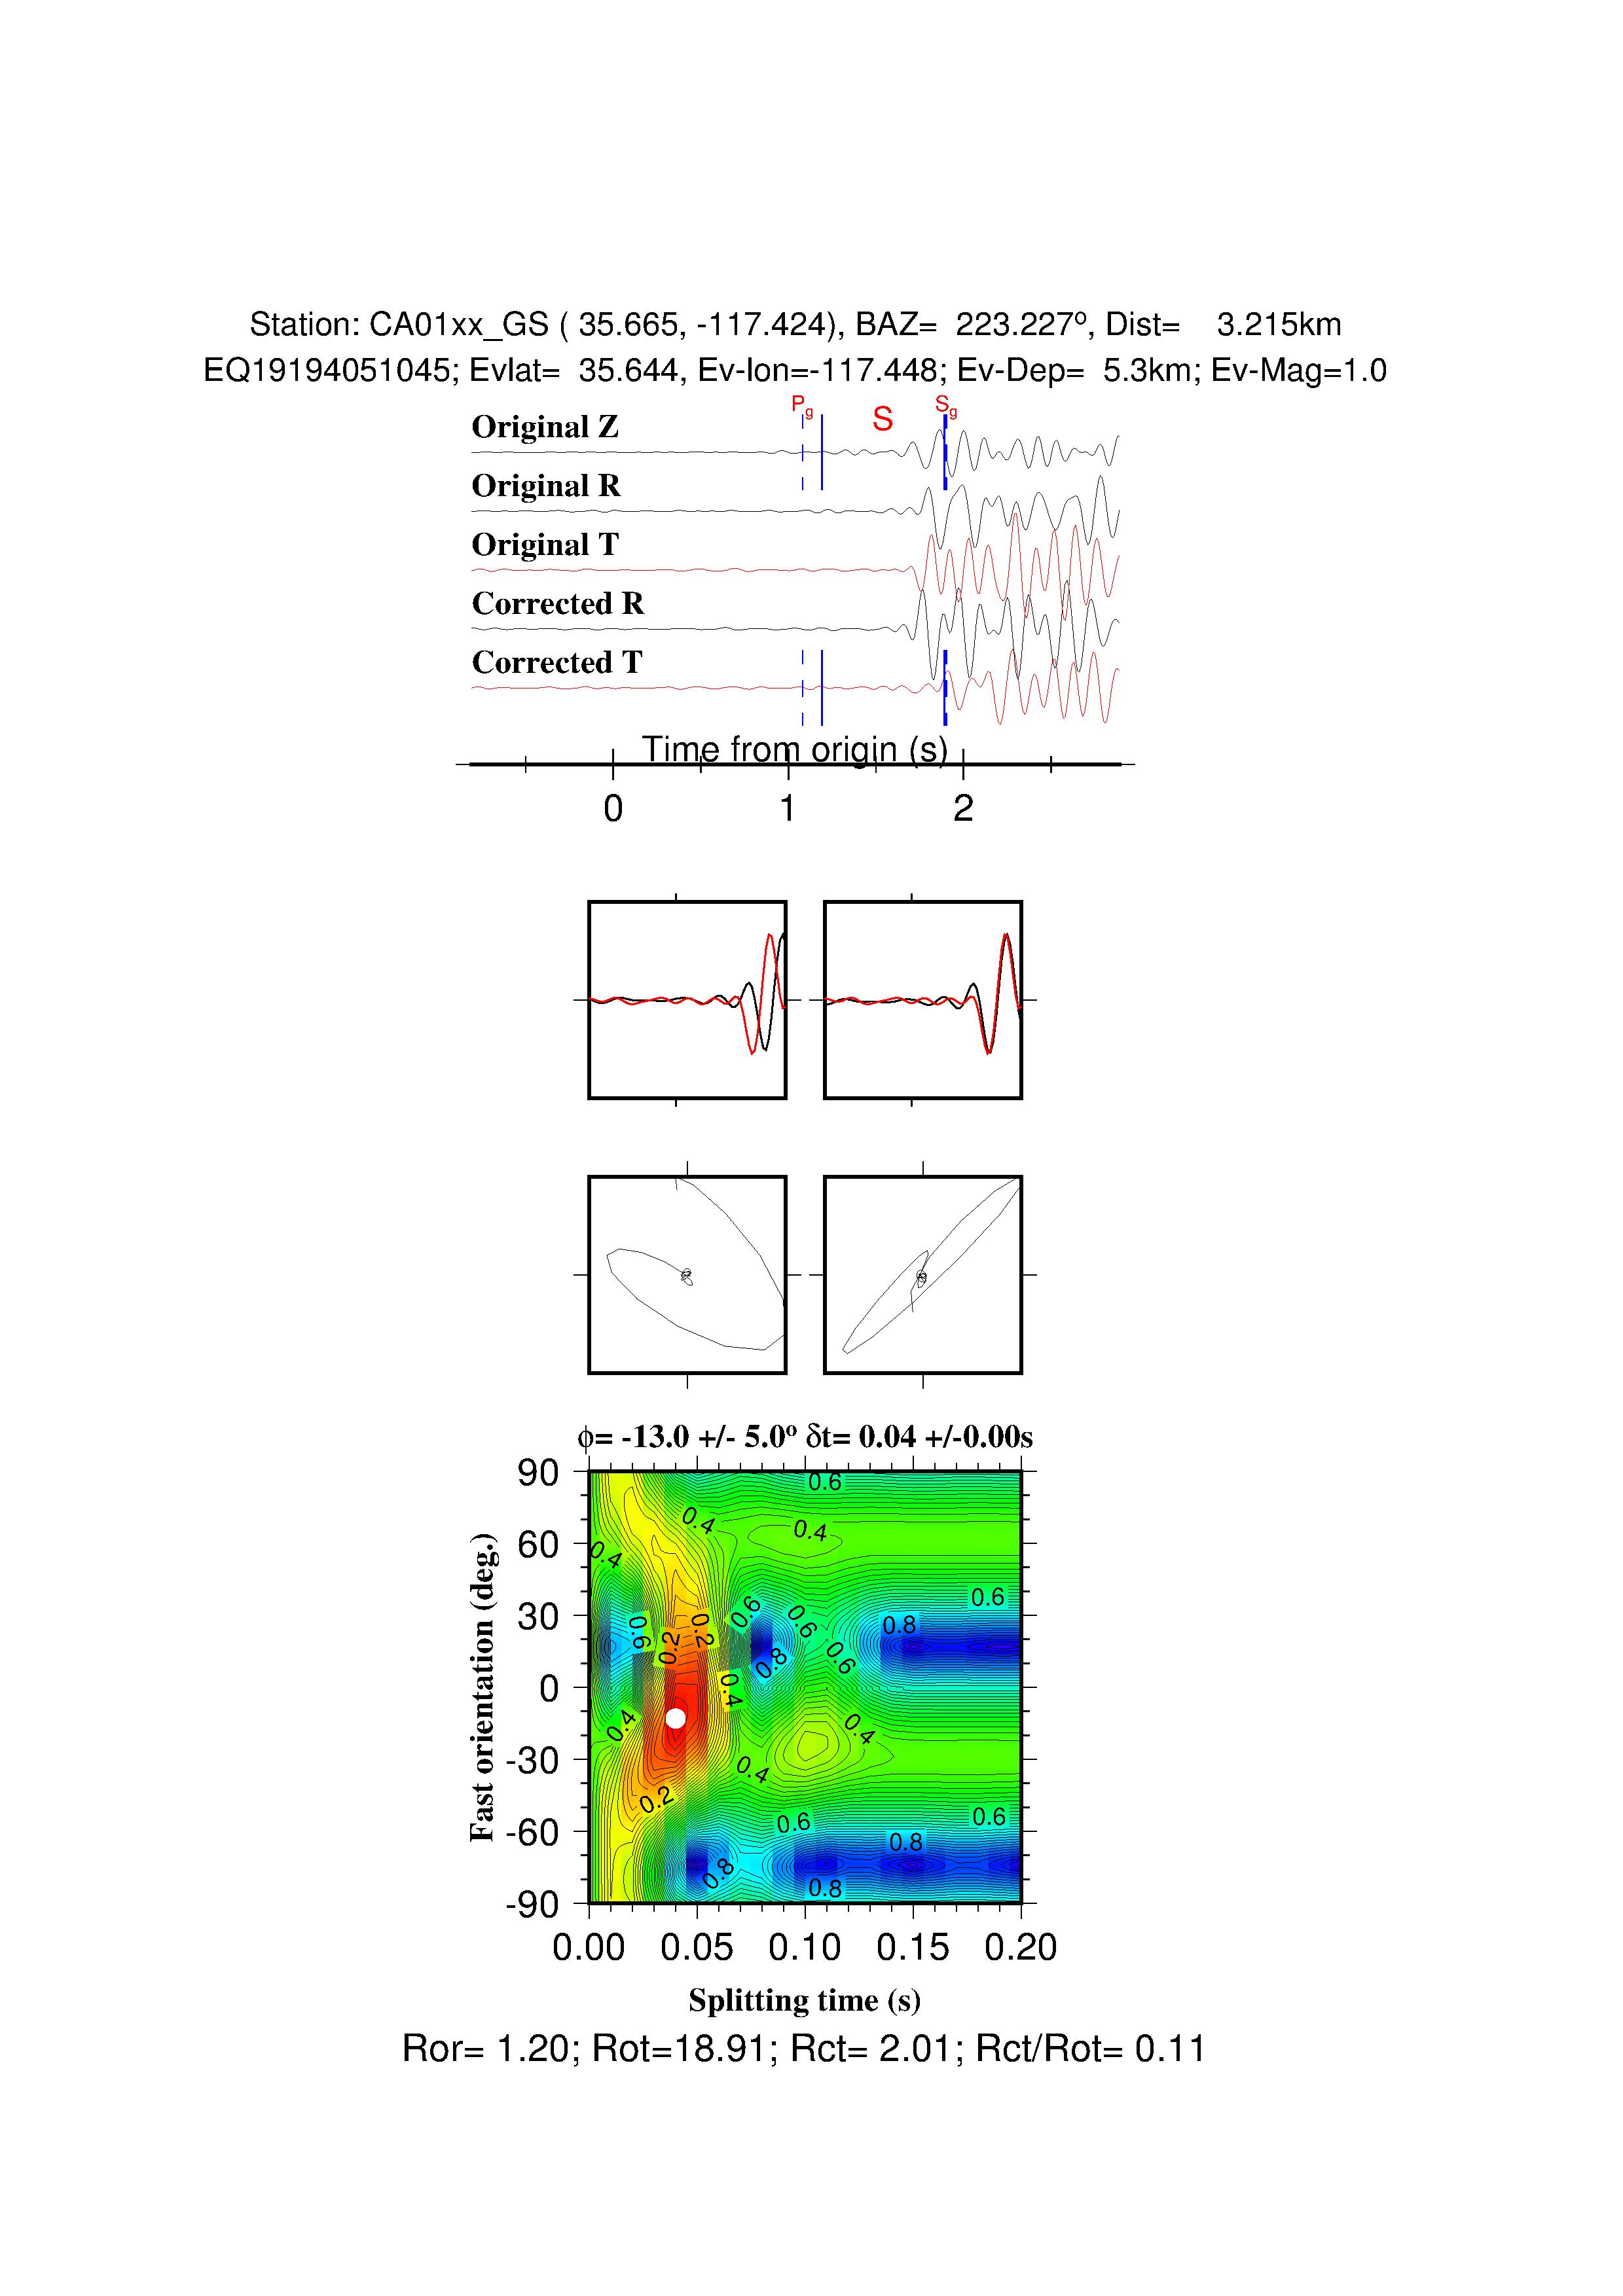 Station: CA01xx_GS ( 35.665, -117.424), BAZ= 223.227º, Dist= 3.215km
EQ19194051045; Evlat= 35.644, Ev-lon=-117.448; Ev-Dep= 5.3km; Ev-Mag=1.0
Pg S Sg
Original Z
Original R
Original T
Corrected R
Corrected T
Time from origin (s)
0 1 2
ϕ= -13.0 +/- 5.0º δt= 0.04 +/-0.00s
Fast orientation (deg.)
90
60
30
0
-30
-60
-90
0.6
0.4 0.4
0.4
0.6
0.6 0.2 0.2 0.6 0.6 0.8
0.8 0.6
0.4
0.4 0.4
0.4
0.2
0.6 0.6
0.8
0.8
0.8
0.00 0.05 0.10 0.15 0.20
Splitting time (s)
Ror= 1.20; Rot=18.91; Rct= 2.01; Rct/Rot= 0.11